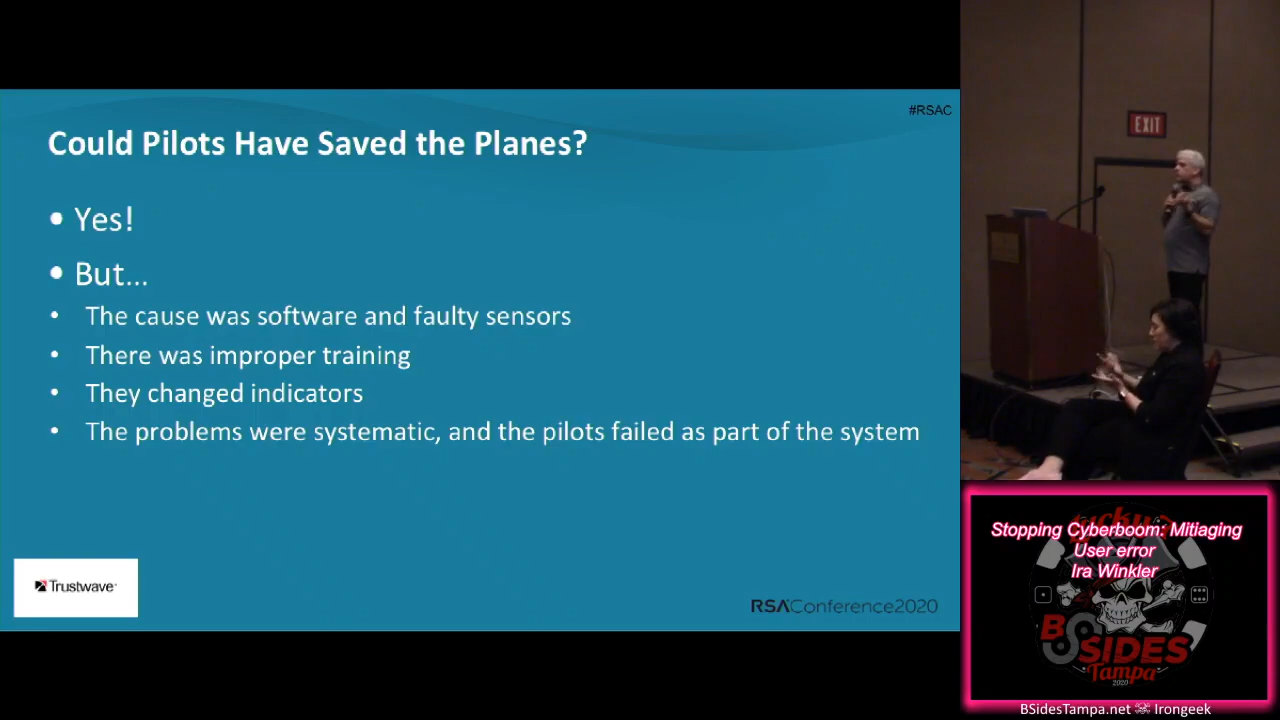 #RSAC
Could Pilots Have Saved the Planes?
• Yes!
• But...
• The cause was software and faulty sensors
• There was improper training
• They changed indicators
• The problems were systematic, and the pilots failed as part of the system
Trustwave
RSAConference2020
EXIT
Stopping Cyberboom: Mitiaging
User error
Ira Winkler
BSIDES
Tampa
2020
BSidesTampa.net Irongeek